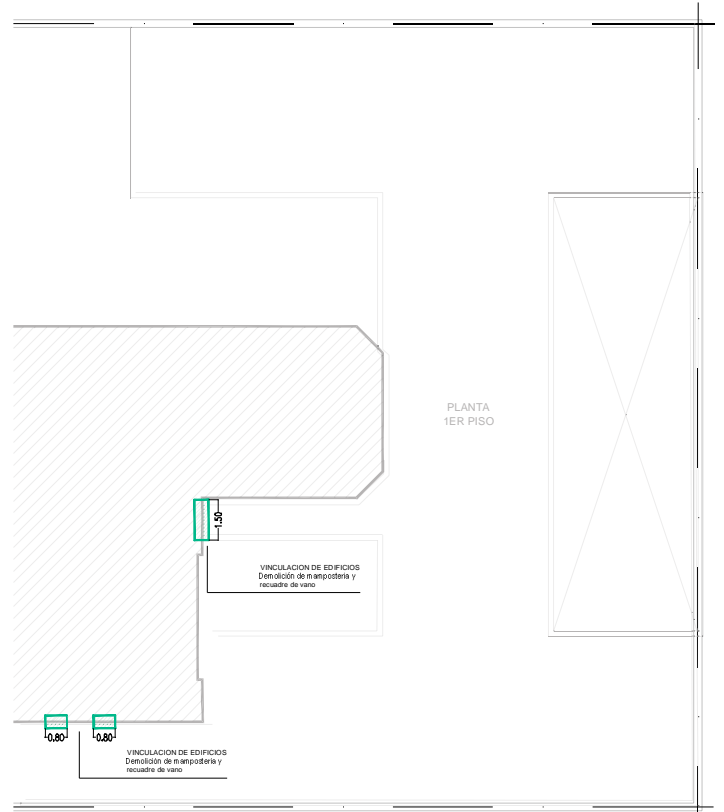 PLANTA
1ER PISO
1.50
VINCULACION DE EDIFICIOS
Demolición de mampostería y
recuadre de vano
0.80
0.80
VINCULACION DE EDIFICIOS
Demolición de mampostería y
recuadre de vano